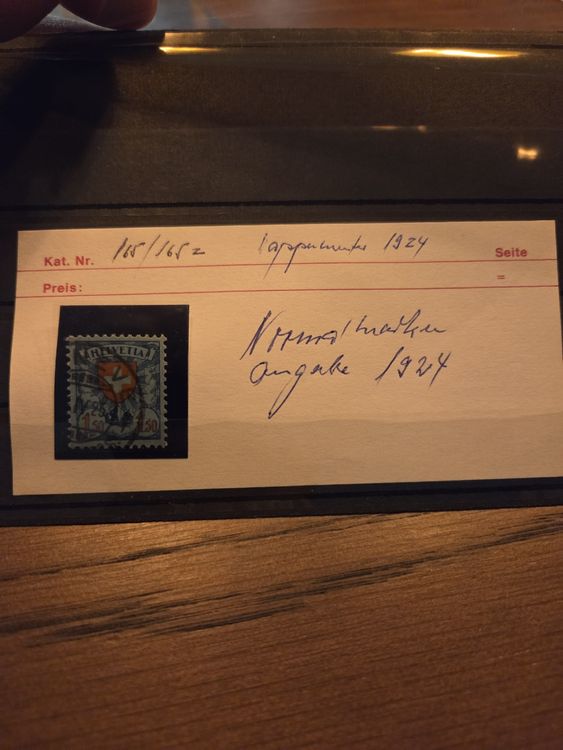 Kat. Nr. 165/165z Wappenmuster 1924 Seite
Preis: =
Normalmarken
Ausgabe 1924
HELVETIA
1.50 1.50